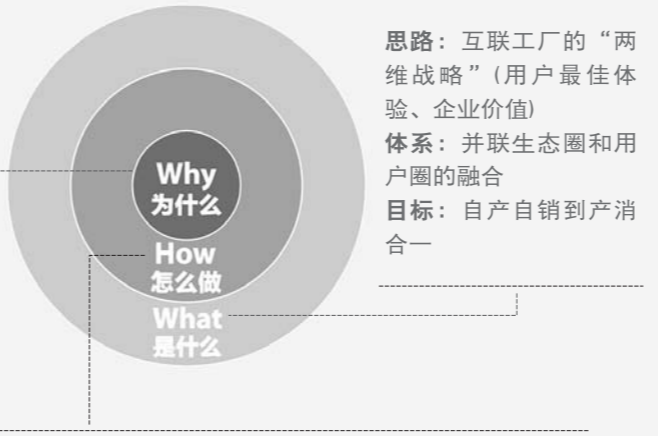 Why
为什么
How
怎么做
What
是什么
思路：互联工厂的“两
维战略”(用户最佳体
验、企业价值)
体系：并联生态圈和用
户圈的融合
目标：自产自销到产消
合一